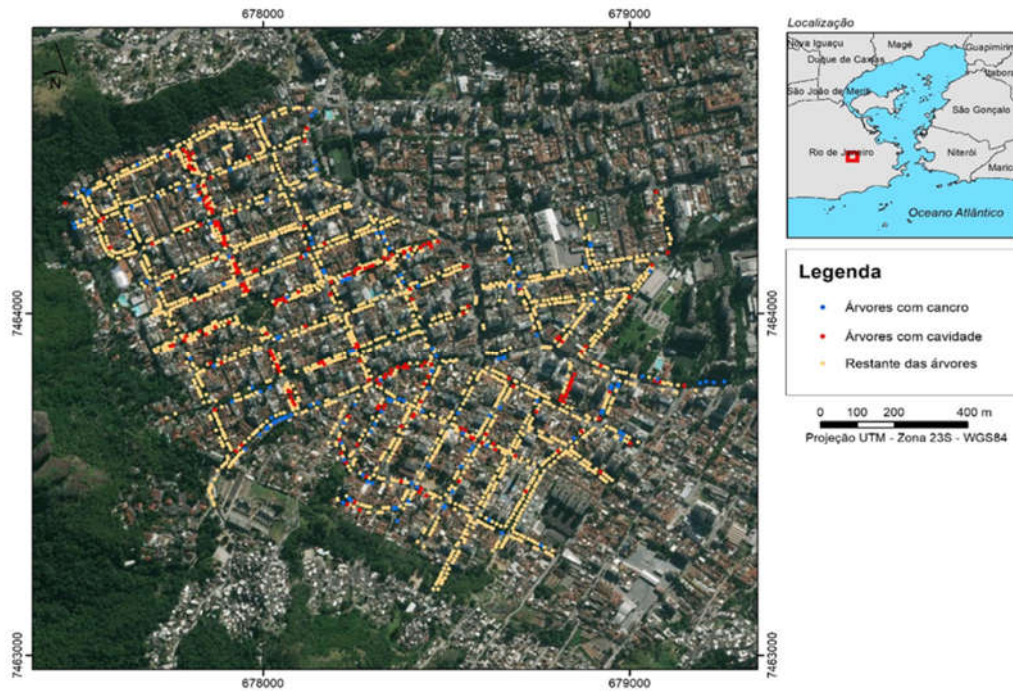 678000
679000
7464000
7463000
N
7464000
7463000
678000
679000
Localização
Nova Iguaçu
Magé
Guapimirim
Duque de Caxias
Itabora
São João de Meriti
São Gonçalo
Rio de Janeiro
Niterói
Maric
Oceano Atlântico
Legenda
Árvores com cancro
Árvores com cavidade
Restante das árvores
0 100 200 400 m
Projeção UTM - Zona 23S - WGS84